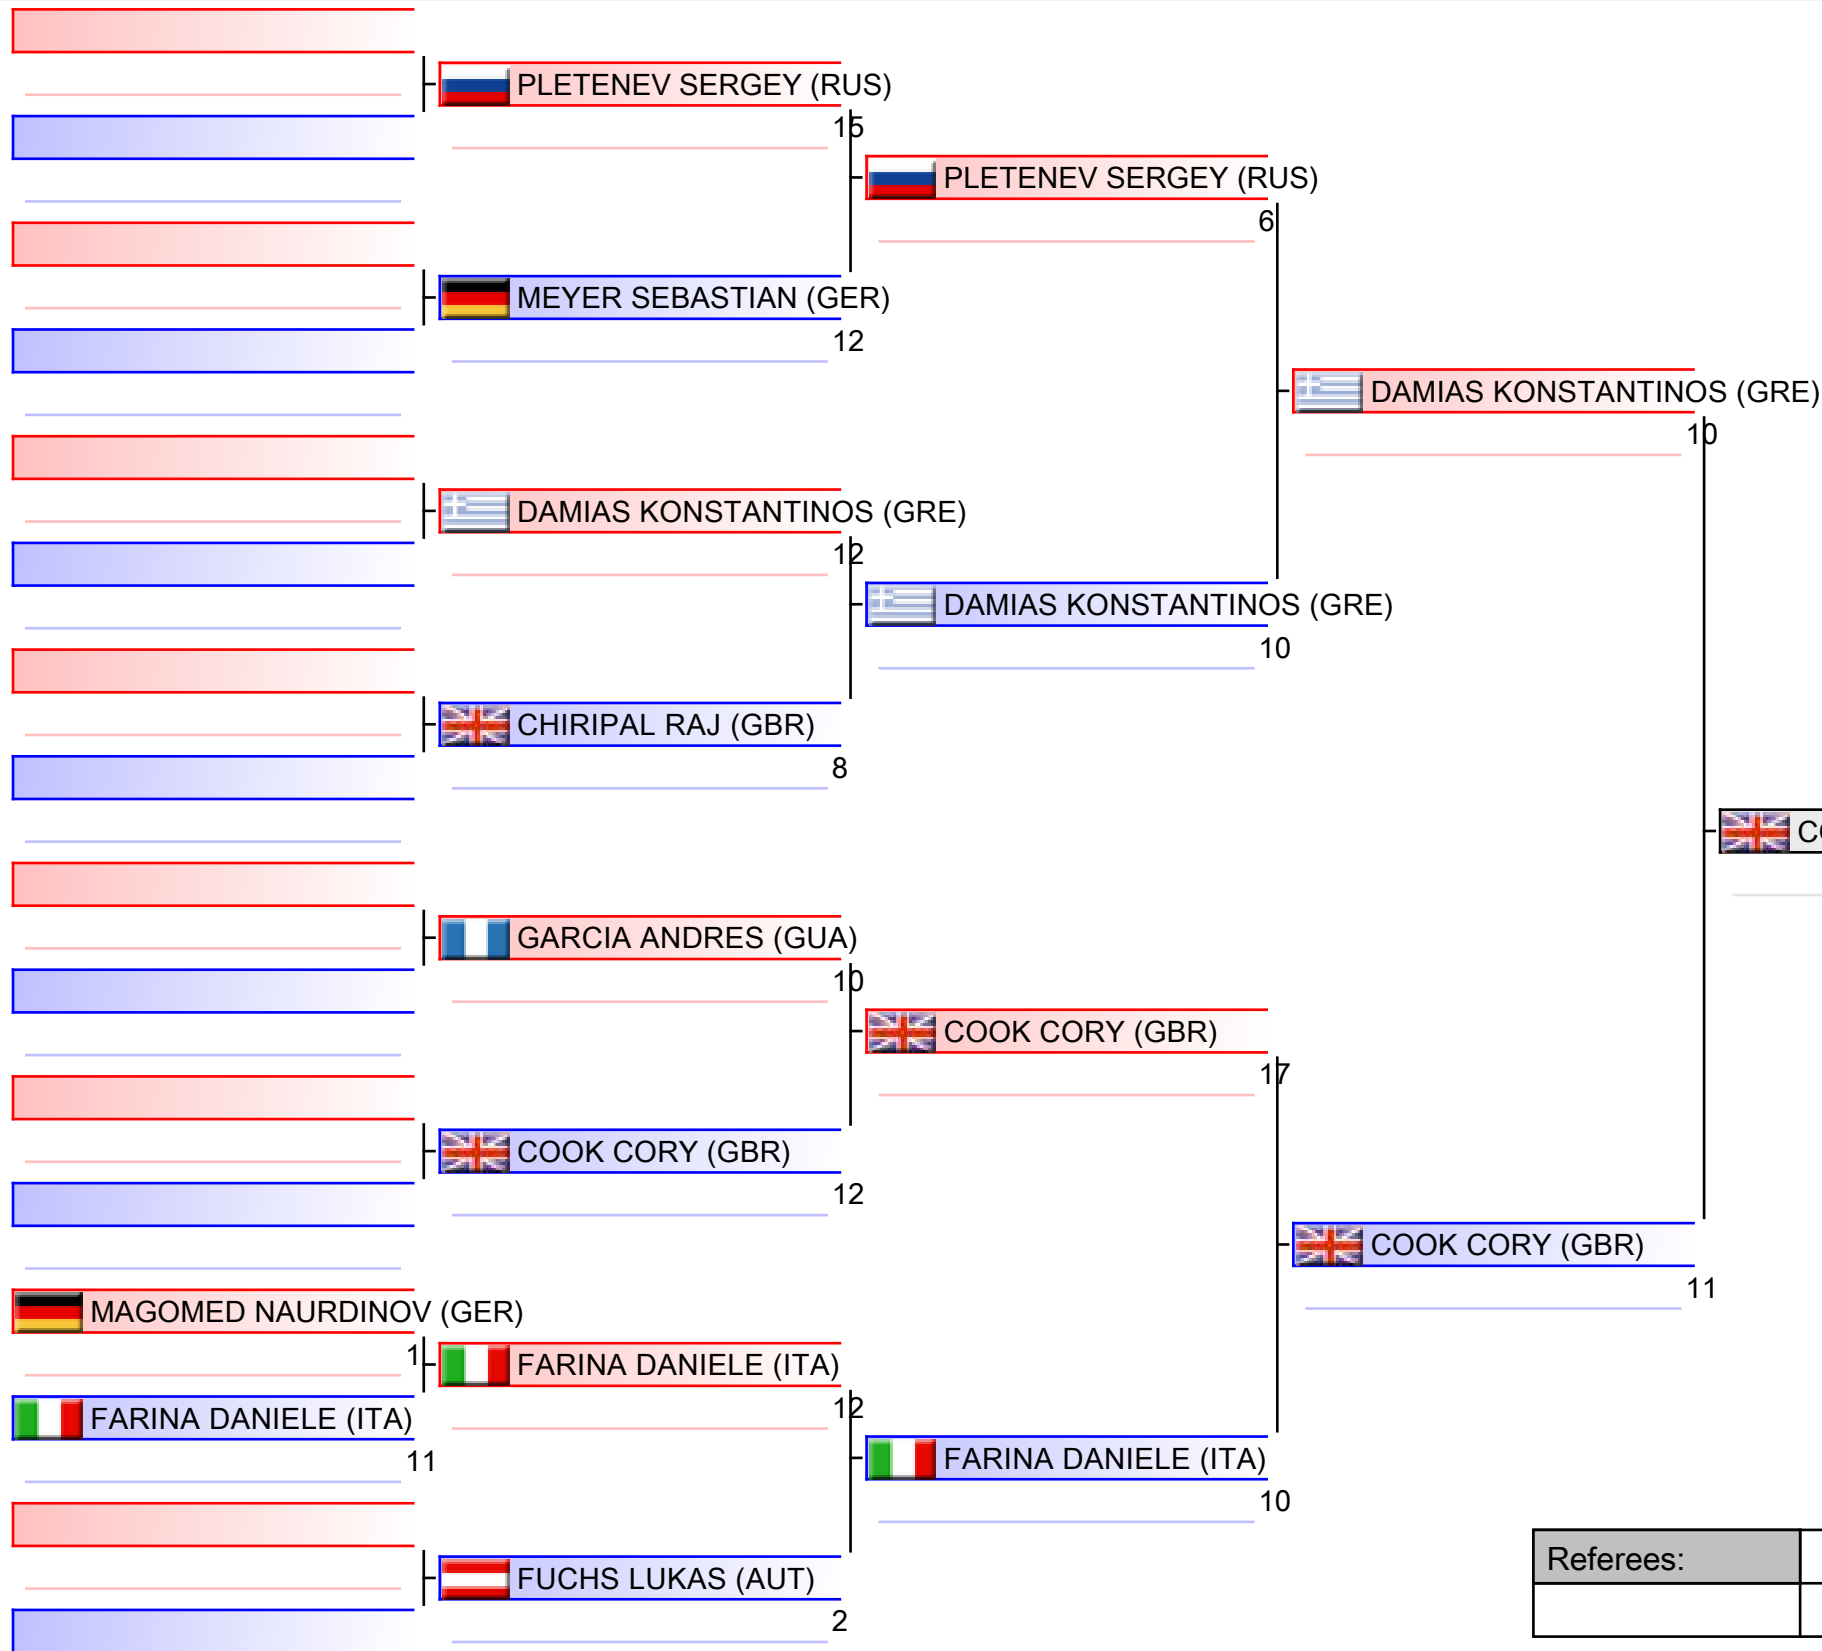 PLETENEV SERGEY (RUS)
15
PLETENEV SERGEY (RUS)
6
MEYER SEBASTIAN (GER)
12
DAMIAS KONSTANTINOS (GRE)
10
DAMIAS KONSTANTINOS (GRE)
12
DAMIAS KONSTANTINOS (GRE)
10
CHIRIPAL RAJ (GBR)
8
GARCIA ANDRES (GUA)
10
COOK CORY (GBR)
17
COOK CORY (GBR)
12
COOK CORY (GBR)
11
MAGOMED NAURDINOV (GER)
1
FARINA DANIELE (ITA)
12
FARINA DANIELE (ITA)
11
FARINA DANIELE (ITA)
10
FUCHS LUKAS (AUT)
2
Referees: